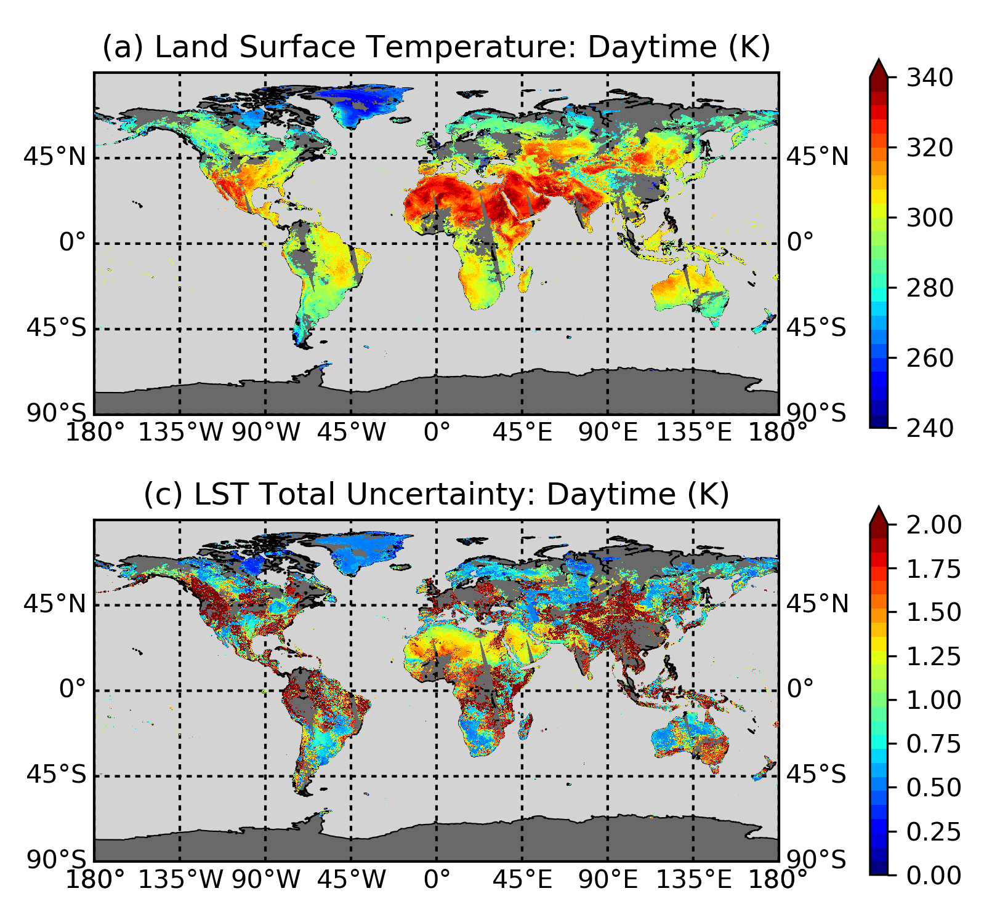 (a) Land Surface Temperature: Daytime (K)
340
320
300
280
260
240
45°N
0°
45°S
90°S
45°N
0°
45°S
90°S
180° 135°W 90°W 45°W 0° 45°E 90°E 135°E 180°
(c) LST Total Uncertainty: Daytime (K)
2.00
1.75
1.50
1.25
1.00
0.75
0.50
0.25
0.00
45°N
0°
45°S
90°S
45°N
0°
45°S
90°S
180° 135°W 90°W 45°W 0° 45°E 90°E 135°E 180°